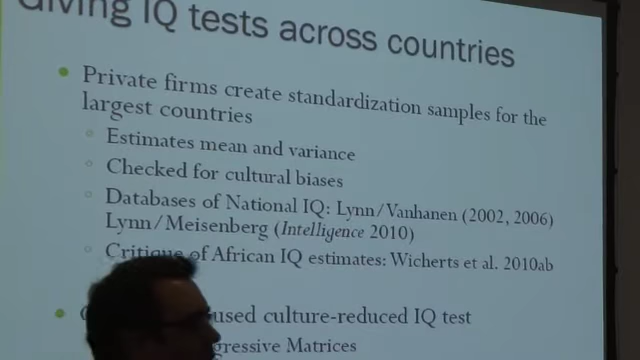 Giving IQ tests across countries
Private firms create standardization samples for the
largest countries
Estimates mean and variance
Checked for cultural biases
Databases of National IQ: Lynn/Vanhanen (2002, 2006)
Lynn/Meisenberg (Intelligence 2010)
Critique of African IQ estimates: Wicherts et al. 2010ab
used culture-reduced IQ test
Matrices